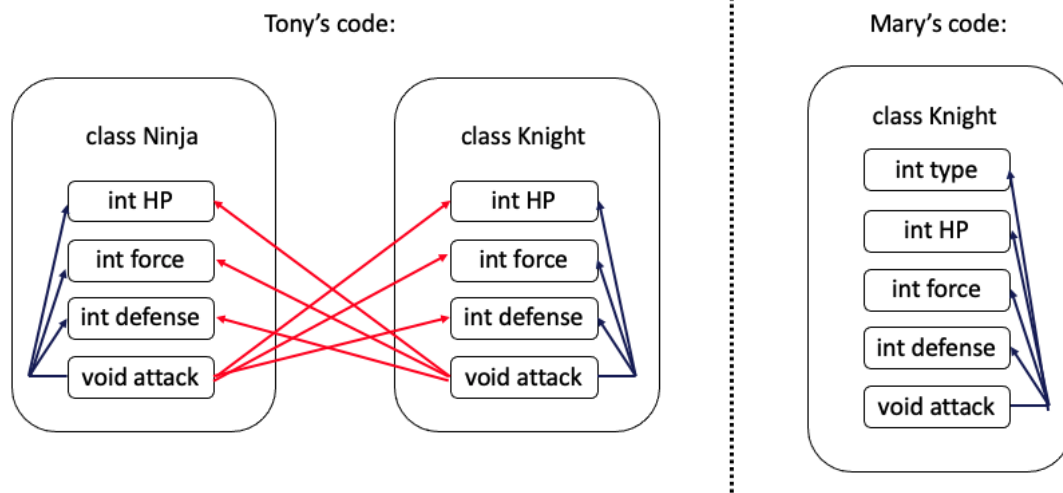 Tony’s code:
class Ninja
int HP
int force
int defense
void attack
class Knight
int HP
int force
int defense
void attack
Mary’s code:
class Knight
int type
int HP
int force
int defense
void attack